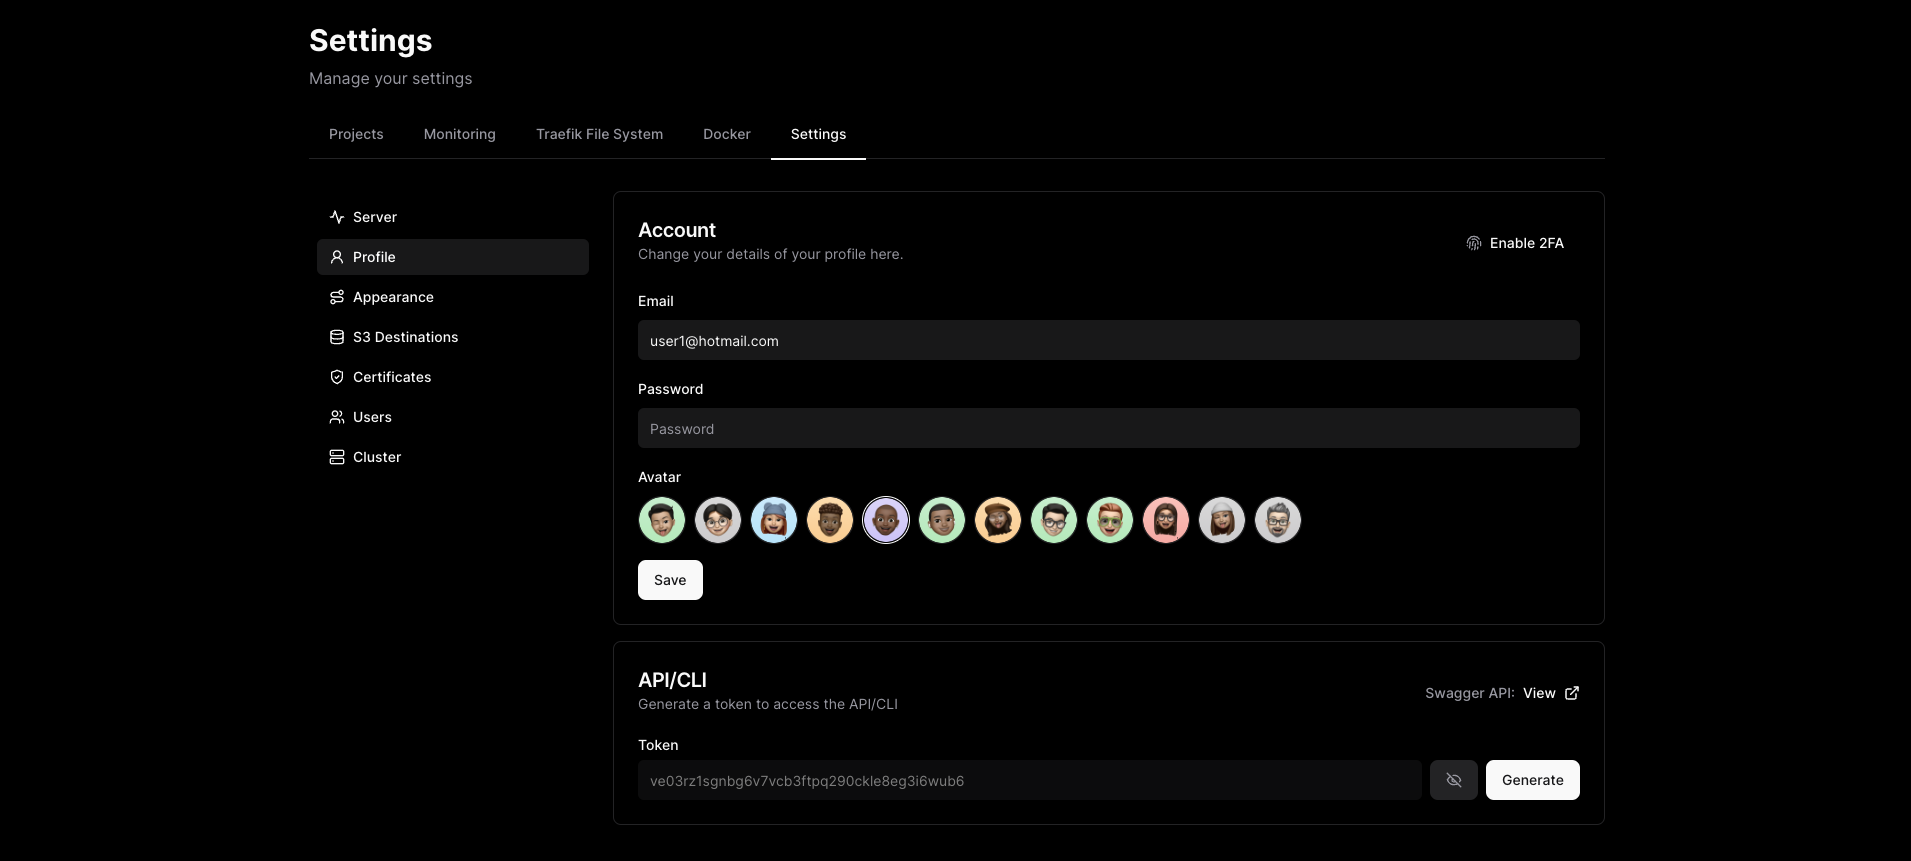 Settings
Manage your settings
Projects Monitoring Traefik File System Docker Settings
Server
Profile
Appearance
S3 Destinations
Certificates
Users
Cluster
Account
Change your details of your profile here.
Enable 2FA
Email
user1@hotmail.com
Password
Password
Avatar
Save
API/CLI
Generate a token to access the API/CLI
Swagger API: View
Token
ve03rz1sgnbg6v7vcb3ftpq290ckle8eg3i6wub6
Generate